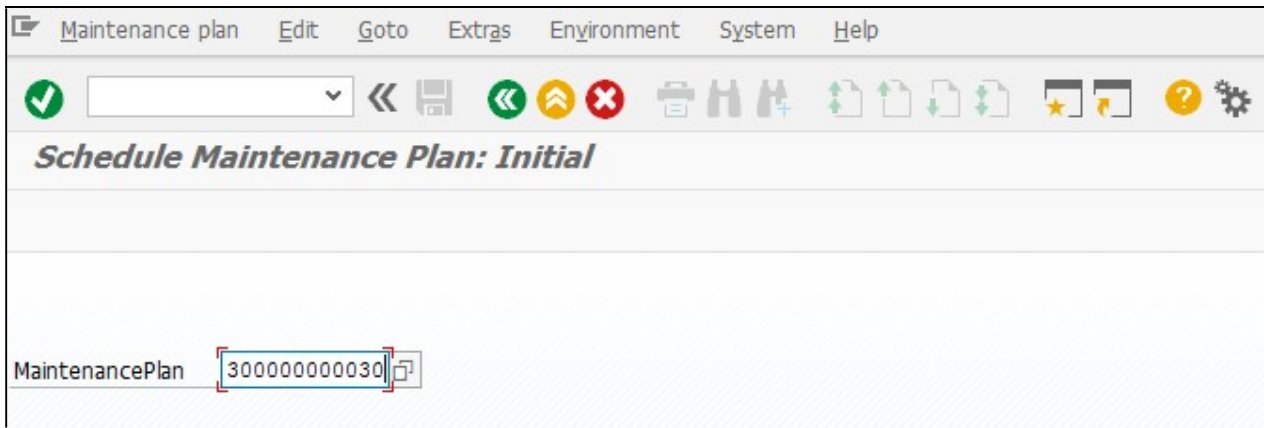 Maintenance plan Edit Goto Extras Environment System Help
Schedule Maintenance Plan: Initial
MaintenancePlan 300000000030